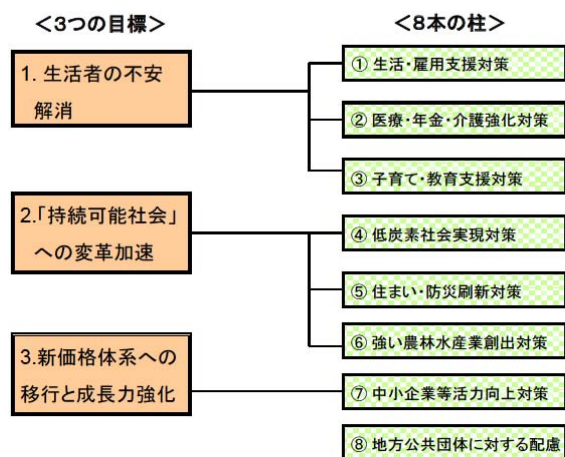 ＜3つの目標＞
＜8本の柱＞
1. 生活者の不安
解消
① 生活・雇用支援対策
② 医療・年金・介護強化対策
③ 子育て・教育支援対策
2.「持続可能社会」
への変革加速
④ 低炭素社会実現対策
⑤ 住まい・防災刷新対策
⑥ 強い農林水産業創出対策
3.新価格体系への
移行と成長力強化
⑦ 中小企業等活力向上対策
⑧ 地方公共団体に対する配慮